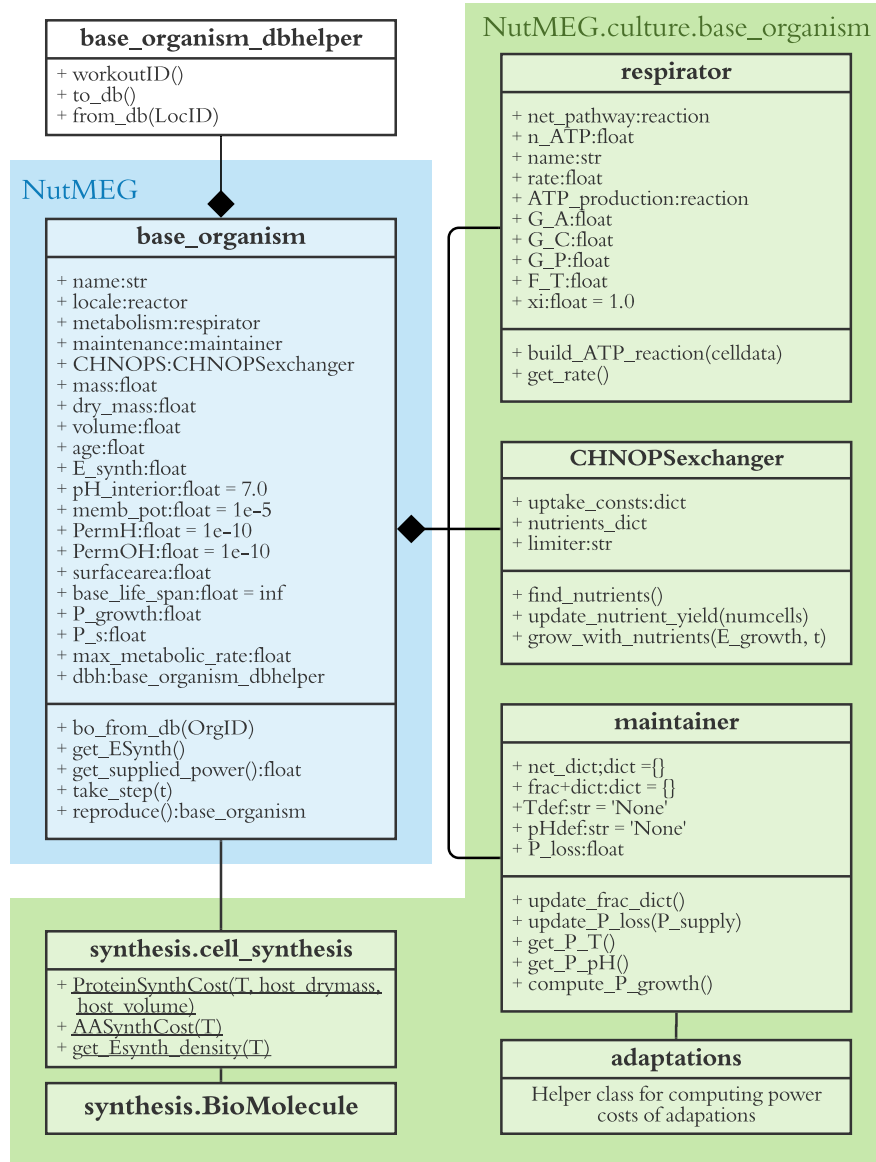 base_organism_dbhelper
+ workoutID()
+ to_db()
+ from_db(LocID)
NutMEG
base_organism
+ name:str
+ locale:reactor
+ metabolism:respirator
+ maintenance:maintainer
+ CHNOPS:CHNOPSexchanger
+ mass:float
+ dry_mass:float
+ volume:float
+ age:float
+ E_synth:float
+ pH_interior:float = 7.0
+ memb_pot:float = 1e-5
+ PermH:float = 1e-10
+ PermOH:float = 1e-10
+ surfacearea:float
+ base_life_span:float = inf
+ P_growth:float
+ P_s:float
+ max_metabolic_rate:float
+ dbh:base_organism_dbhelper
+ bo_from_db(OrgID)
+ get_ESynth()
+ get_supplied_power():float
+ take_step(t)
+ reproduce():base_organism
synthesis.cell_synthesis
+ ProteinSynthCost(T, host_drymass,
host_volume)
+ AASynthCost(T)
+ get_Esynth_density(T)
synthesis.BioMolecule
NutMEG.culture.base_organism
respirator
+ net_pathway:reaction
+ n_ATP:float
+ name:str
+ rate:float
+ ATP_production:reaction
+ G_A:float
+ G_C:float
+ G_P:float
+ F_T:float
+ xi:float = 1.0
+ build_ATP_reaction(celldata)
+ get_rate()
CHNOPSexchanger
+ uptake_consts:dict
+ nutrients_dict
+ limiter:str
+ find_nutrients()
+ update_nutrient_yield(numcells)
+ grow_with_nutrients(E_growth, t)
maintainer
+ net_dict;dict ={}
+ frac+dict:dict = {}
+Tdef:str = 'None'
+ pHdef:str = 'None'
+ P_loss:float
+ update_frac_dict()
+ update_P_loss(P_supply)
+ get_P_T()
+ get_P_pH()
+ compute_P_growth()
adaptations
Helper class for computing power
costs of adapations